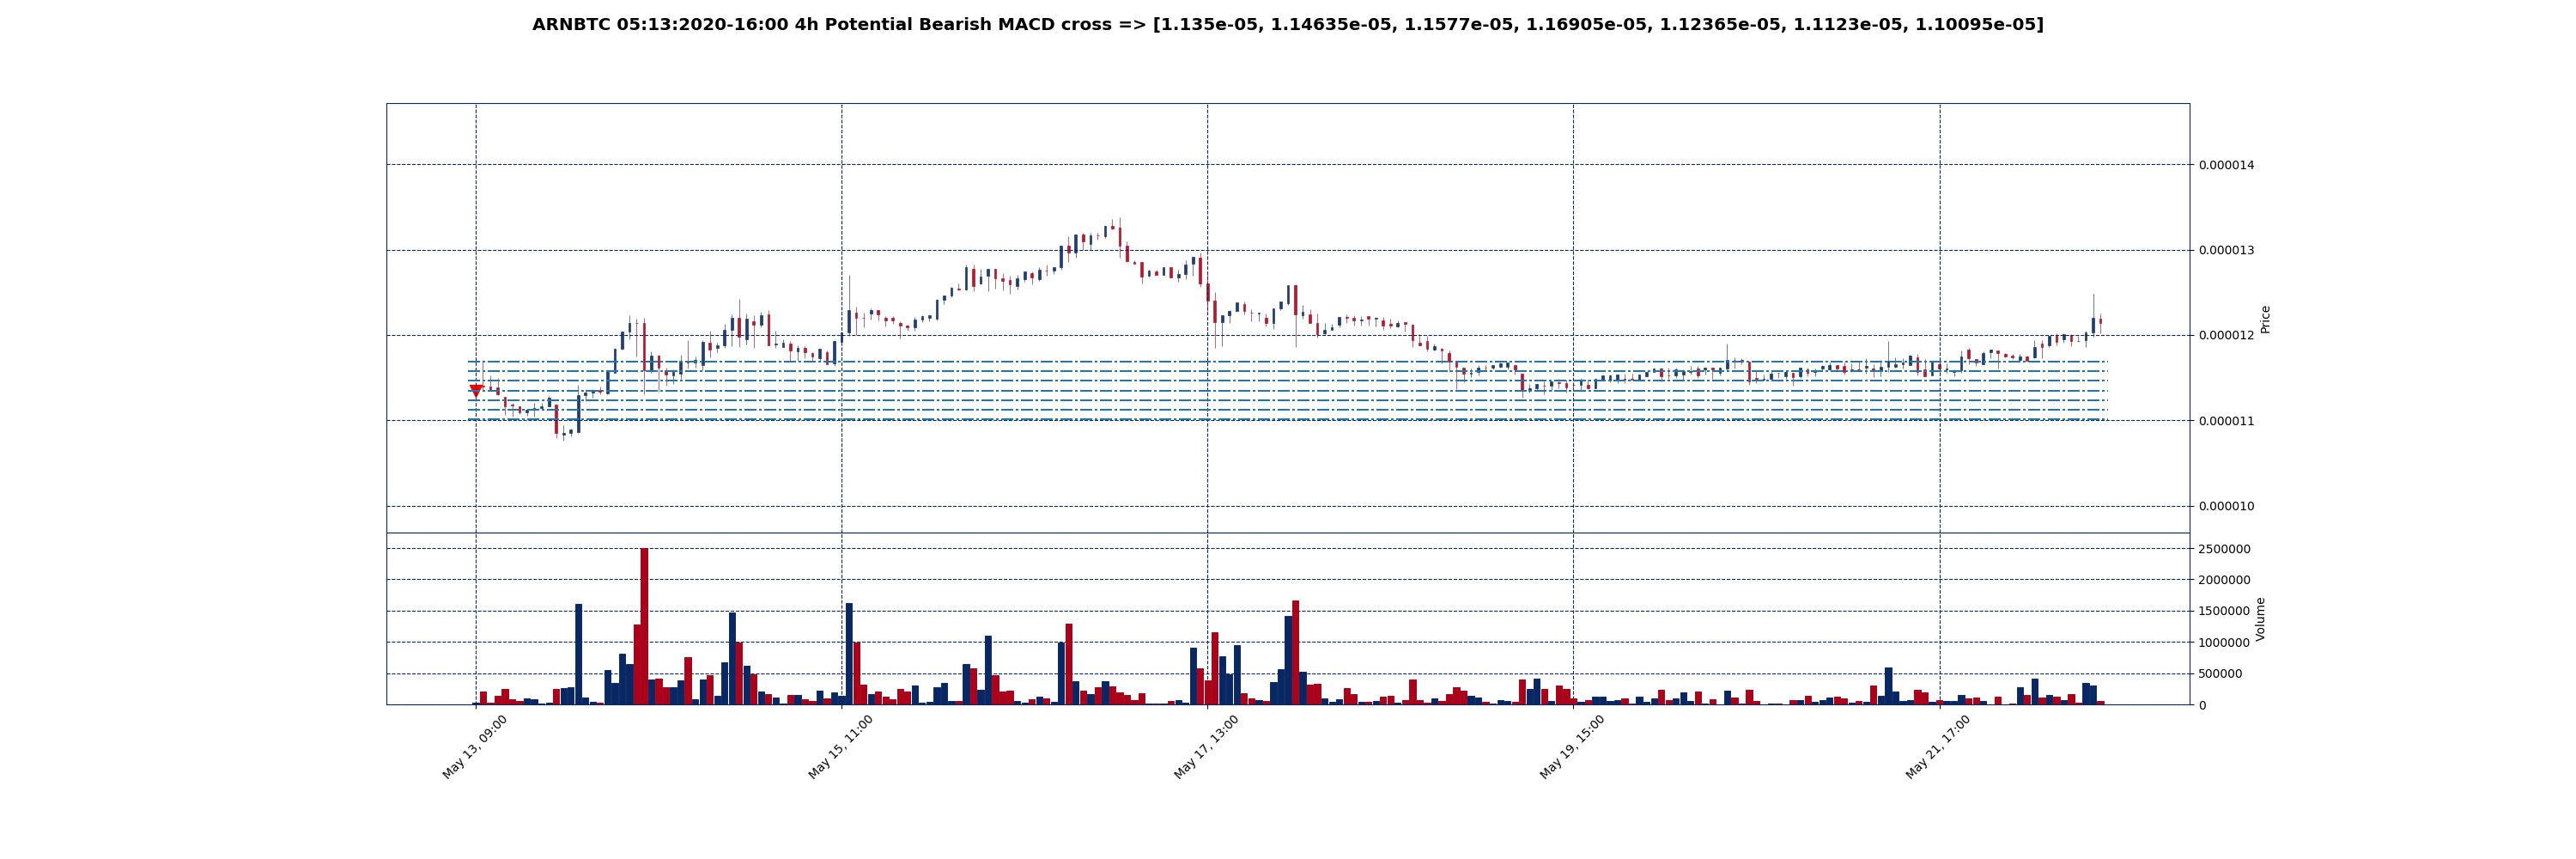 ARNBTC 05:13:2020-16:00 4h Potential Bearish MACD cross => [1.135e-05, 1.14635e-05, 1.1577e-05, 1.16905e-05, 1.12365e-05, 1.1123e-05, 1.10095e-05]
0.000014
0.000013
0.000012
0.000011
0.000010
Price
2500000
2000000
1500000
1000000
500000
0
Volume
May 13, 09:00
May 15, 11:00
May 17, 13:00
May 19, 15:00
May 21, 17:00